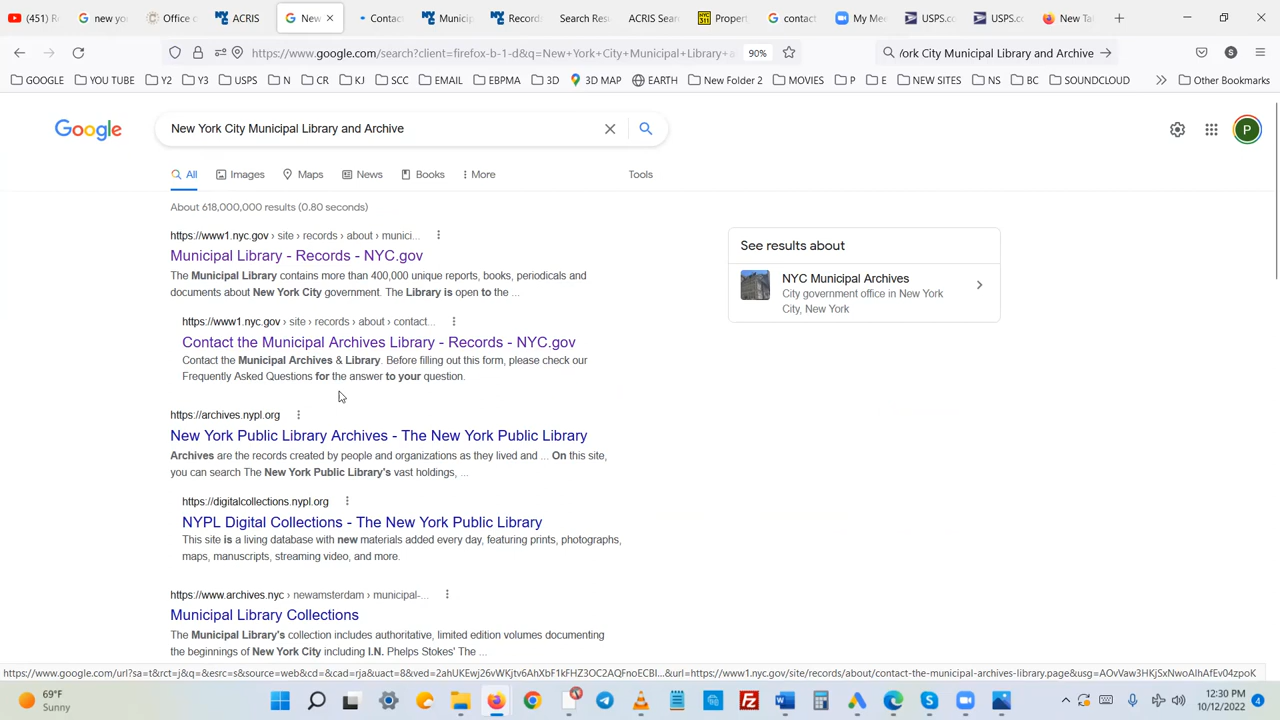 (451) R
new yo
Office o
ACRIS
New
Contac
Municip
Record
Search Res
ACRIS Sea
Propert
contact
My Me
USPS.c
USPS.c
New Ta
https://www.google.com/search?client=firefox-b-1-d&q=New+York+City+Municipal+Library+a
90%
York City Municipal Library and Archive
GOOGLE
YOU TUBE
Y2
Y3
USPS
N
CR
KJ
SCC
EMAIL
EBPMA
3D
3D MAP
EARTH
New Folder 2
MOVIES
P
E
NEW SITES
NS
BC
SOUNDCLOUD
Other Bookmarks
Google
New York City Municipal Library and Archive
P
All
Images
Maps
News
Books
More
Tools
About 618,000,000 results (0.80 seconds)
https://www1.nyc.gov › site › records › about › munici...
Municipal Library - Records - NYC.gov
The Municipal Library contains more than 400,000 unique reports, books, periodicals and
documents about New York City government. The Library is open to the ...
https://www1.nyc.gov › site › records › about › contact...
Contact the Municipal Archives Library - Records - NYC.gov
Contact the Municipal Archives & Library. Before filling out this form, please check our
Frequently Asked Questions for the answer to your question.
https://archives.nypl.org
New York Public Library Archives - The New York Public Library
Archives are the records created by people and organizations as they lived and ... On this site,
you can search The New York Public Library's vast holdings, ...
https://digitalcollections.nypl.org
NYPL Digital Collections - The New York Public Library
This site is a living database with new materials added every day, featuring prints, photographs,
maps, manuscripts, streaming video, and more.
https://www.archives.nyc › newamsterdam › municipal-...
Municipal Library Collections
The Municipal Library's collection includes authoritative, limited edition volumes documenting
the beginnings of New York City including I.N. Phelps Stokes' The ...
See results about
NYC Municipal Archives
City government office in New York
City, New York
69°F
Sunny
12:30 PM
10/12/2022